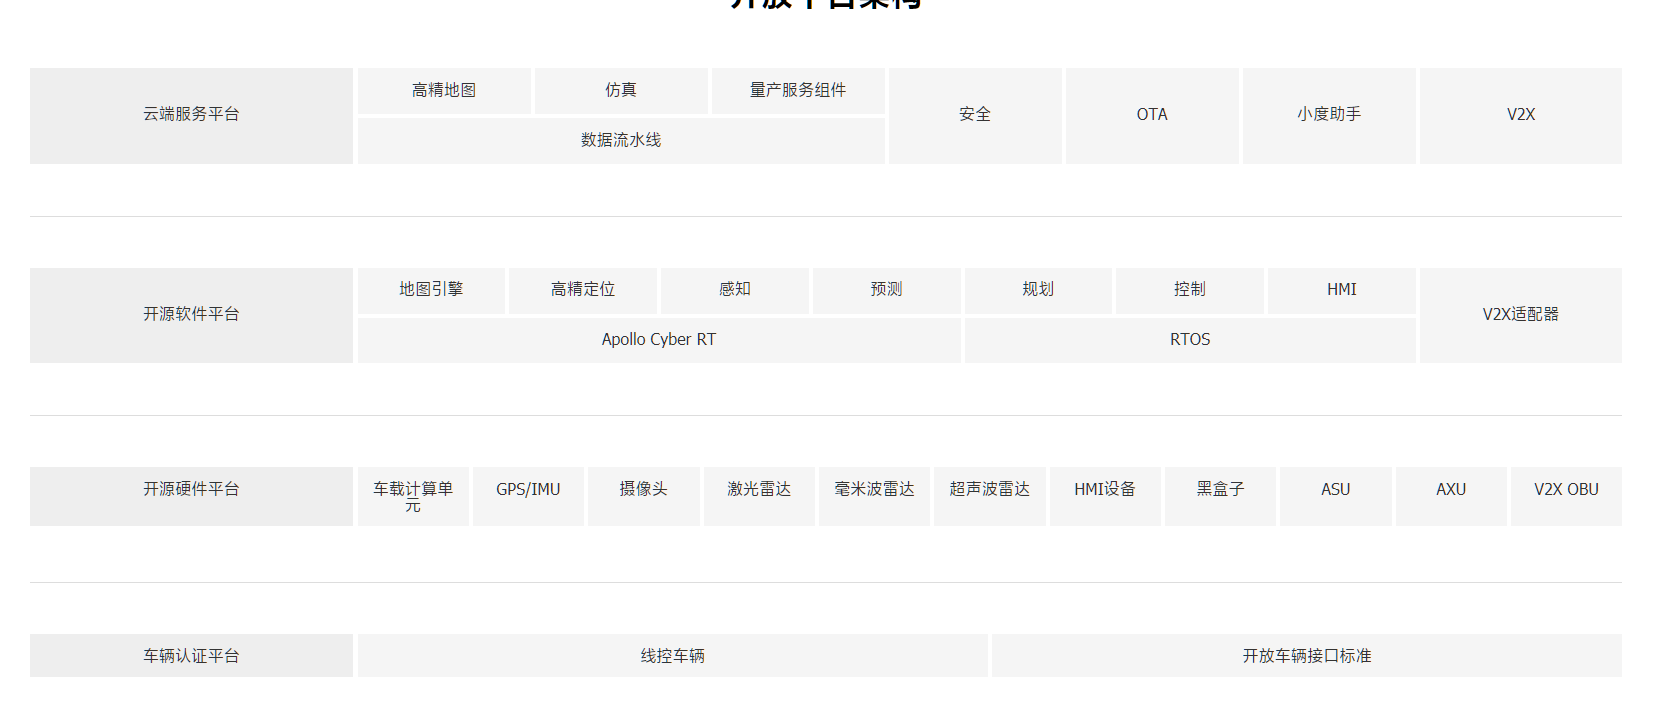 开放平台架构
云端服务平台
高精地图
仿真
量产服务组件
数据流水线
安全
OTA
小度助手
V2X
开源软件平台
地图引擎
高精定位
感知
预测
规划
控制
HMI
Apollo Cyber RT
RTOS
V2X适配器
开源硬件平台
车载计算单
元
GPS/IMU
摄像头
激光雷达
毫米波雷达
超声波雷达
HMI设备
黑盒子
ASU
AXU
V2X OBU
车辆认证平台
线控车辆
开放车辆接口标准